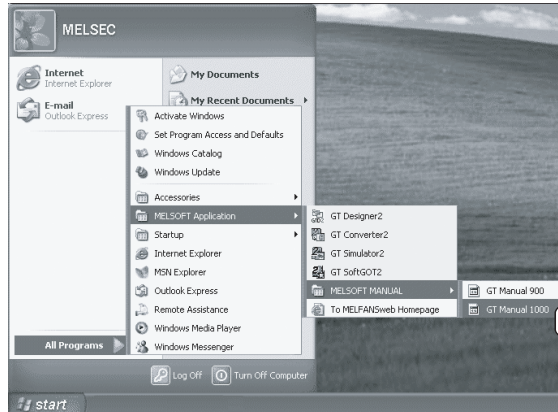 MELSEC
Internet
Internet Explorer
E-mail
Outlook Express
My Documents
My Recent Documents
Activate Windows
Set Program Access and Defaults
Windows Catalog
Windows Update
Accessories
MELSOFT Application
Startup
Internet Explorer
MSN Explorer
Outlook Express
Remote Assistance
Windows Media Player
Windows Messenger
GT Designer2
GT Converter2
GT Simulator2
GT SoftGOT2
MELSOFT MANUAL
To MELFANSweb Homepage
GT Manual 900
GT Manual 1000
All Programs
Log Off
Turn Off Computer
start